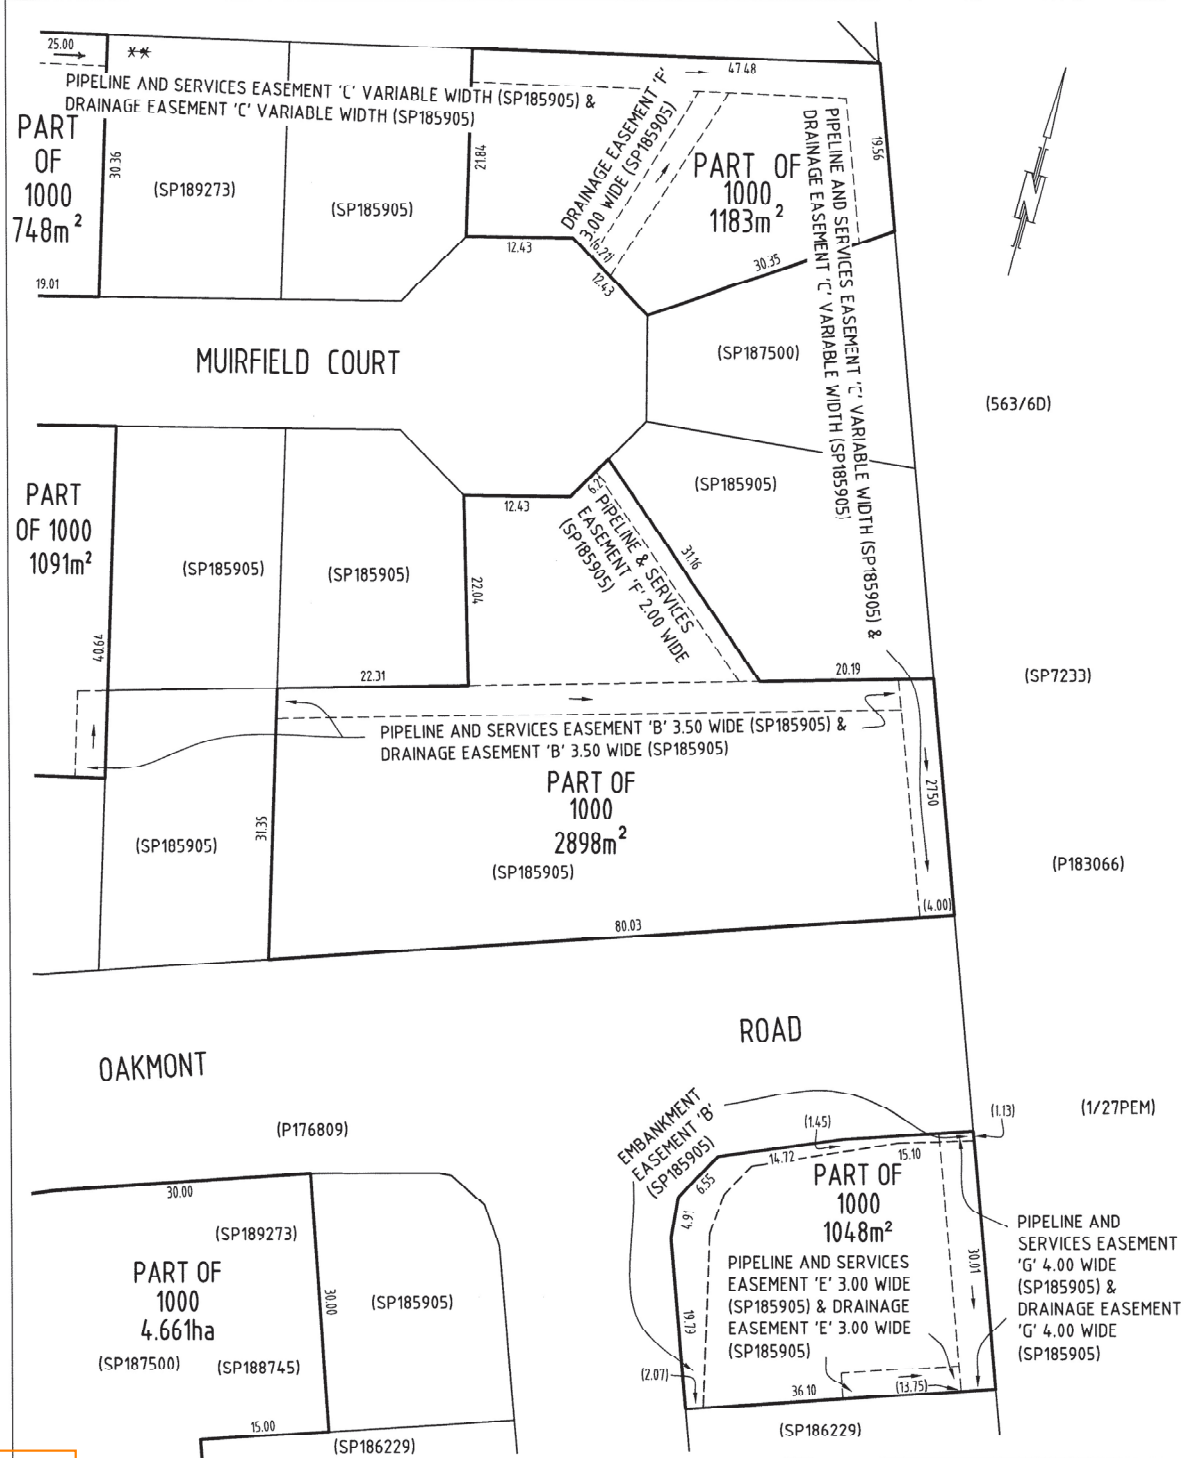 25.00
**
47.48
PIPELINE AND SERVICES EASEMENT 'C' VARIABLE WIDTH (SP185905) &
DRAINAGE EASEMENT 'C' VARIABLE WIDTH (SP185905)
PART
OF
1000
748m²
30.36
19.01
(SP189273)
(SP185905)
21.84
12.43
DRAINAGE EASEMENT 'F'
3.00 WIDE (SP185905)
(6.21)
12.43
PART OF
1000
1183m²
19.56
30.35
PIPELINE AND SERVICES EASEMENT 'C' VARIABLE WIDTH (SP185905) &
DRAINAGE EASEMENT 'C' VARIABLE WIDTH (SP185905)
MUIRFIELD COURT
(SP187500)
(563/6D)
PART
OF 1000
1091m²
40.64
(SP185905)
(SP185905)
12.43
22.04
22.31
6.21
PIPELINE & SERVICES
EASEMENT 'F' 2.00 WIDE
(SP185905)
31.16
(SP185905)
20.19
(SP7233)
PIPELINE AND SERVICES EASEMENT 'B' 3.50 WIDE (SP185905) &
DRAINAGE EASEMENT 'B' 3.50 WIDE (SP185905)
PART OF
1000
2898m²
(SP185905)
(SP185905)
31.35
27.50
(4.00)
80.03
(P183066)
OAKMONT
ROAD
(P176809)
(1/27PEM)
EMBANKMENT
EASEMENT 'B'
(SP185905)
(1.45)
(1.13)
14.72
15.10
6.55
4.91
19.79
(2.07)
PART OF
1000
1048m²
PIPELINE AND SERVICES
EASEMENT 'E' 3.00 WIDE
(SP185905) & DRAINAGE
EASEMENT 'E' 3.00 WIDE
(SP185905)
30.01
36.10
(13.75)
PIPELINE AND
SERVICES EASEMENT
'G' 4.00 WIDE
(SP185905) &
DRAINAGE EASEMENT
'G' 4.00 WIDE
(SP185905)
(SP186229)
30.00
(SP189273)
PART OF
1000
4.661ha
(SP187500)
(SP188745)
30.00
(SP185905)
15.00
(SP186229)